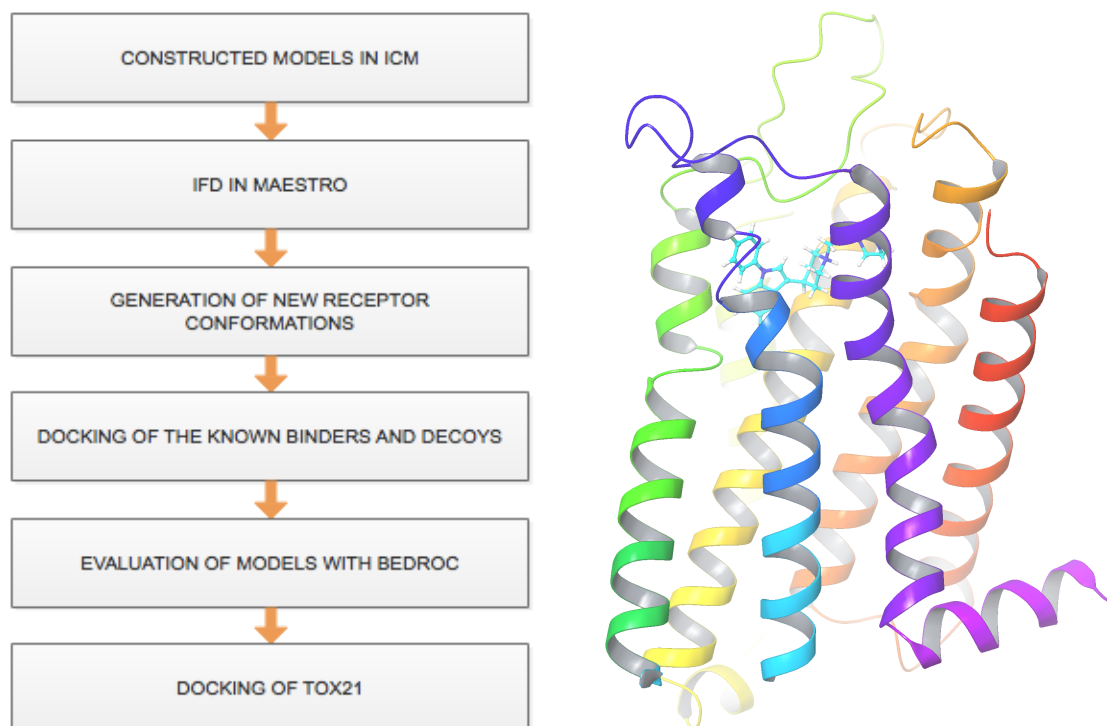 CONSTRUCTED MODELS IN ICM
IFD IN MAESTRO
GENERATION OF NEW RECEPTOR
CONFORMATIONS
DOCKING OF THE KNOWN BINDERS AND DECOYS
EVALUATION OF MODELS WITH BEDROC
DOCKING OF TOX21